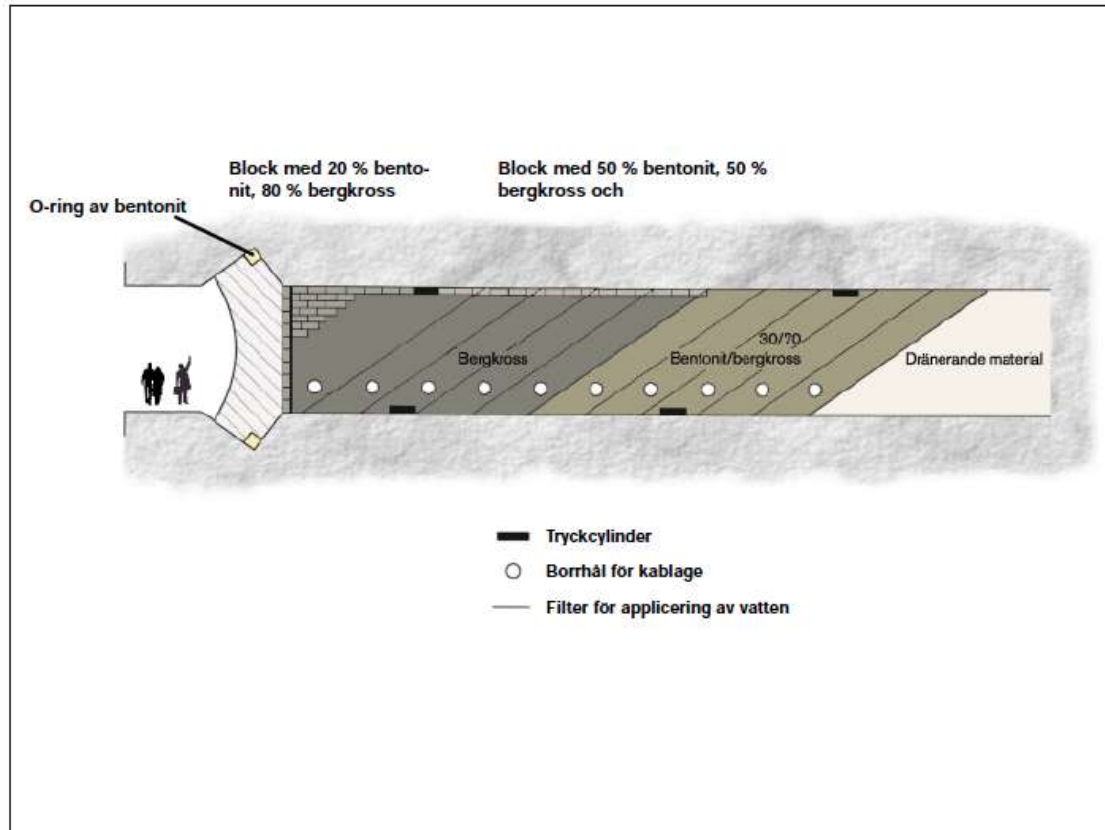 Block med 20 % bento-
nit, 80 % bergkross
Block med 50 % bentonit, 50 %
bergkross och
O-ring av bentonit
30/70
Bergkross
Bentonit/bergkross
Dränerande material
Tryckcylinder
Borrhål för kablage
Filter för applicering av vatten